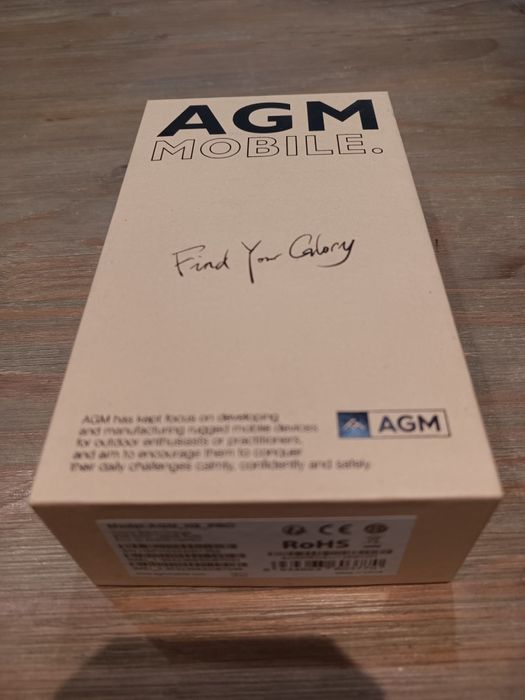 AGM
MOBILE.
Find Your Glory
AGM has kept focus on developing
and manufacturing rugged mobile devices
for outdoor enthusiasts or practitioners,
and aim to encourage them to conquer
their daily challenges calmly, confidently and safely.
AGM
Model: AGM_H6_PRO
CE
RoHS